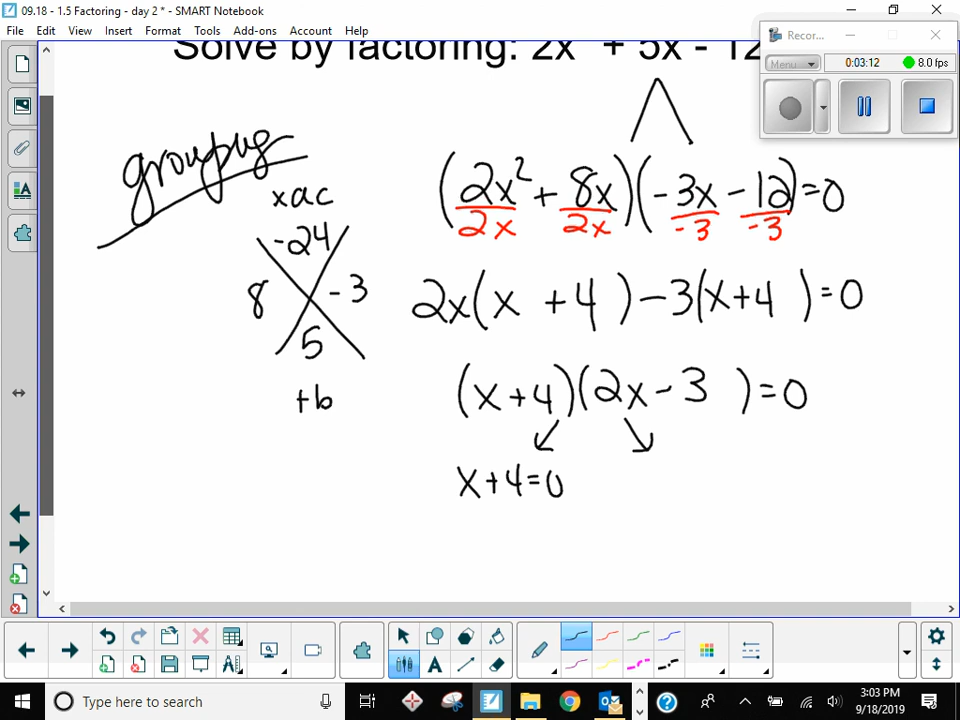 09.18 - 1.5 Factoring - day 2 * - SMART Notebook
File Edit View Insert Format Tools Add-ons Account Help
Recor...
Menu
0:03:12
8.0 fps
Solve by factoring: 2x + 5x - 12
grouping
(2x² + 8x)(-3x - 12)=0
2x 2x -3 -3
xac
-24
8 -3
5
+b
2x(x +4) -3(x+4)=0
(x+4)(2x-3)=0
x+4=0
A
Type here to search
3:03 PM
9/18/2019